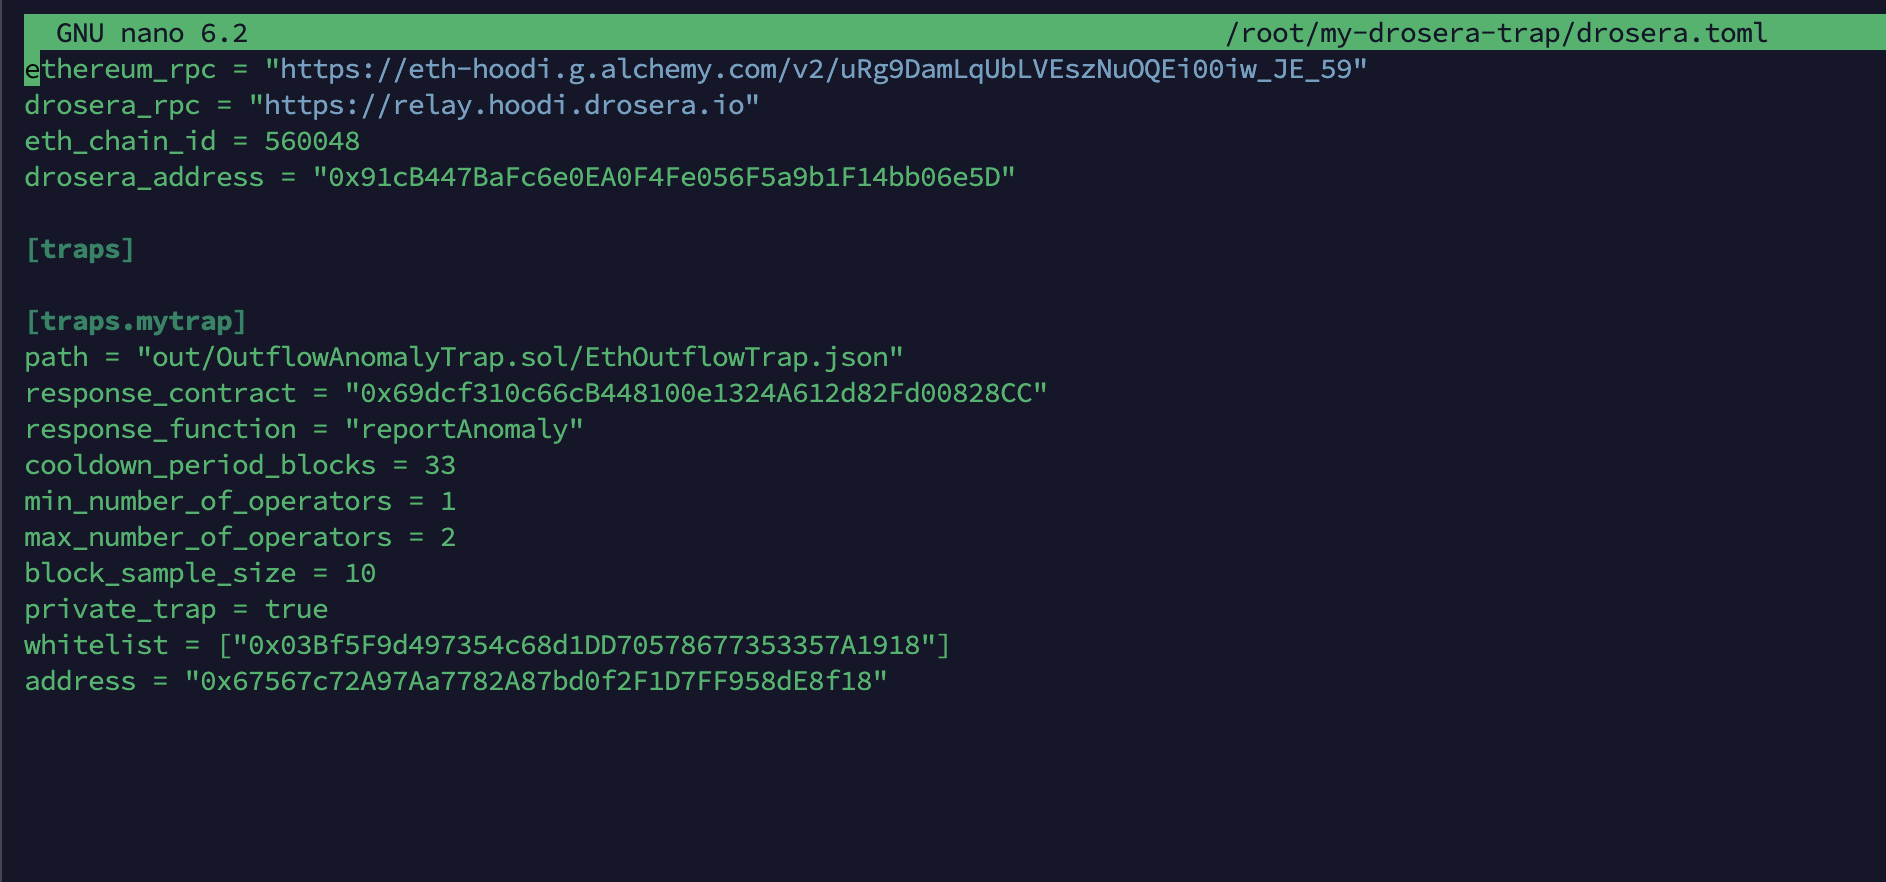 GNU nano 6.2 /root/my-drosera-trap/drosera.toml
ethereum_rpc = "https://eth-hoodi.g.alchemy.com/v2/uRg9DamLqUbLVEszNuOQEi00iw_JE_59"
drosera_rpc = "https://relay.hoodi.drosera.io"
eth_chain_id = 560048
drosera_address = "0x91cB447BaFc6e0EA0F4Fe056F5a9b1F14bb06e5D"
[traps]
[traps.mytrap]
path = "out/OutflowAnomalyTrap.sol/EthOutflowTrap.json"
response_contract = "0x69dcf310c66cB448100e1324A612d82Fd00828CC"
response_function = "reportAnomaly"
cooldown_period_blocks = 33
min_number_of_operators = 1
max_number_of_operators = 2
block_sample_size = 10
private_trap = true
whitelist = ["0x03Bf5F9d497354c68d1DD70578677353357A1918"]
address = "0x67567c72A97Aa7782A87bd0f2F1D7FF958dE8f18"